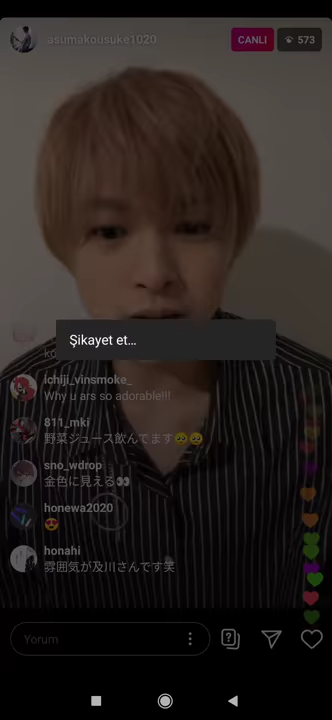 asumakousuke1020
CANLI
573
Şikayet et...
ichiji_vinsmoke_
Why u ars so adorable!!!
811_mki
野菜ジュース飲んでます🥺🥺
sno_wdrop
金色に見える👀
honewa2020
😍
honahi
雰囲気が及川さんです笑
Yorum